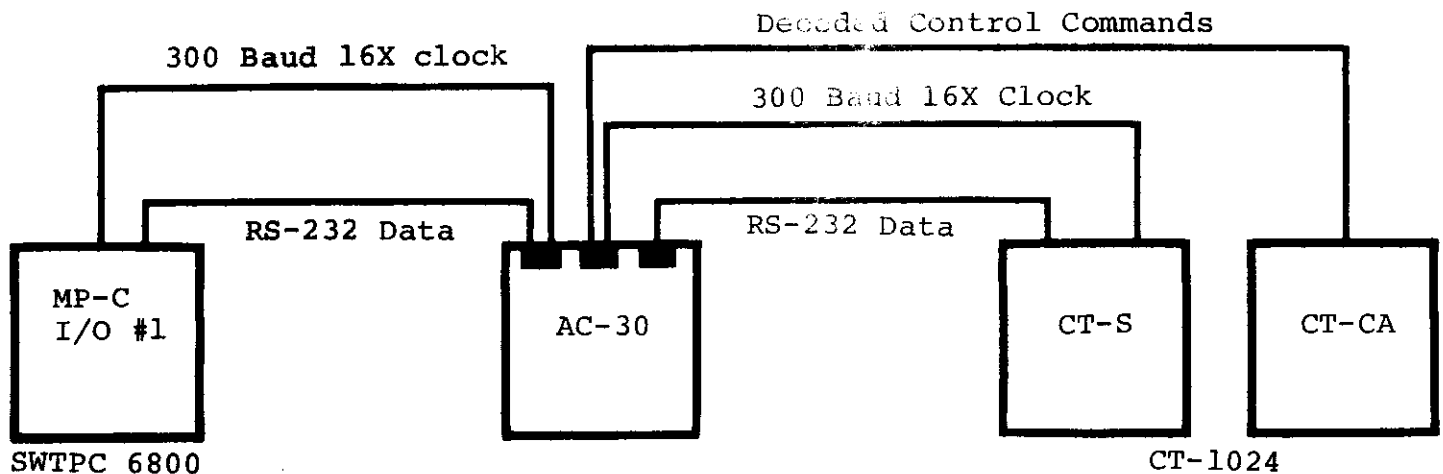 Decoded Control Commands
300 Baud 16X clock
300 Baud 16X Clock
RS-232 Data
RS-232 Data
MP-C
I/O #1
AC-30
CT-S
CT-CA
SWTPC 6800
CT-1024